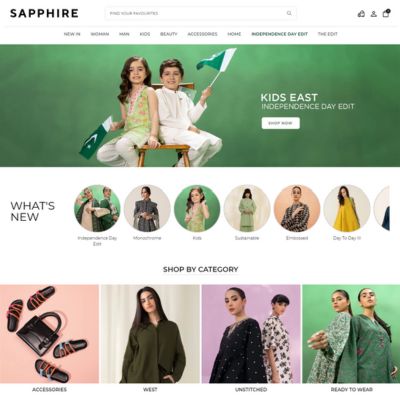 SAPPHIRE
FIND YOUR FAVOURITES
NEW IN WOMAN MAN KIDS BEAUTY ACCESSORIES HOME INDEPENDENCE DAY EDIT THE EDIT
KIDS EAST
INDEPENDENCE DAY EDIT
SHOP NOW
WHAT'S
NEW
Independence Day
Edit
Monochrome
Kids
Sustainable
Embossed
Day To Day III
SHOP BY CATEGORY
ACCESSORIES WEST UNSTITCHED READY TO WEAR